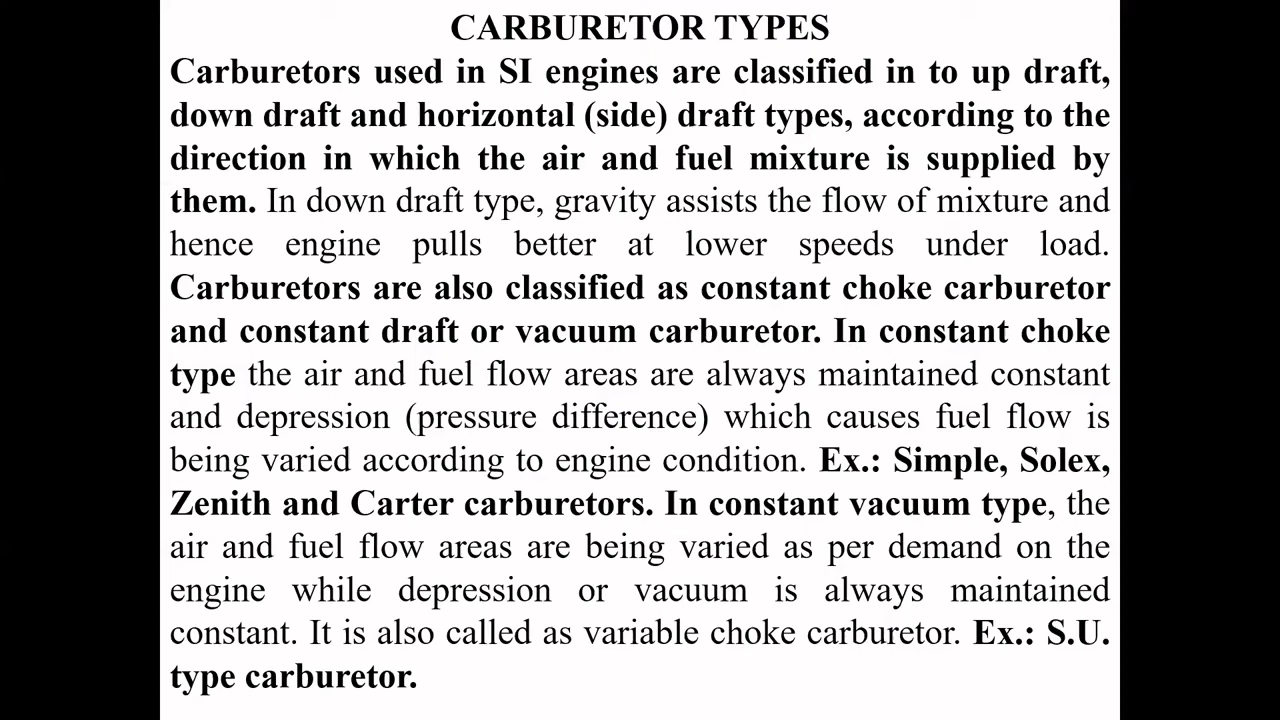 CARBURETOR TYPES
Carburetors used in SI engines are classified in to up draft,
down draft and horizontal (side) draft types, according to the
direction in which the air and fuel mixture is supplied by
them. In down draft type, gravity assists the flow of mixture and
hence engine pulls better at lower speeds under load.
Carburetors are also classified as constant choke carburetor
and constant draft or vacuum carburetor. In constant choke
type the air and fuel flow areas are always maintained constant
and depression (pressure difference) which causes fuel flow is
being varied according to engine condition. Ex.: Simple, Solex,
Zenith and Carter carburetors. In constant vacuum type, the
air and fuel flow areas are being varied as per demand on the
engine while depression or vacuum is always maintained
constant. It is also called as variable choke carburetor. Ex.: S.U.
type carburetor.